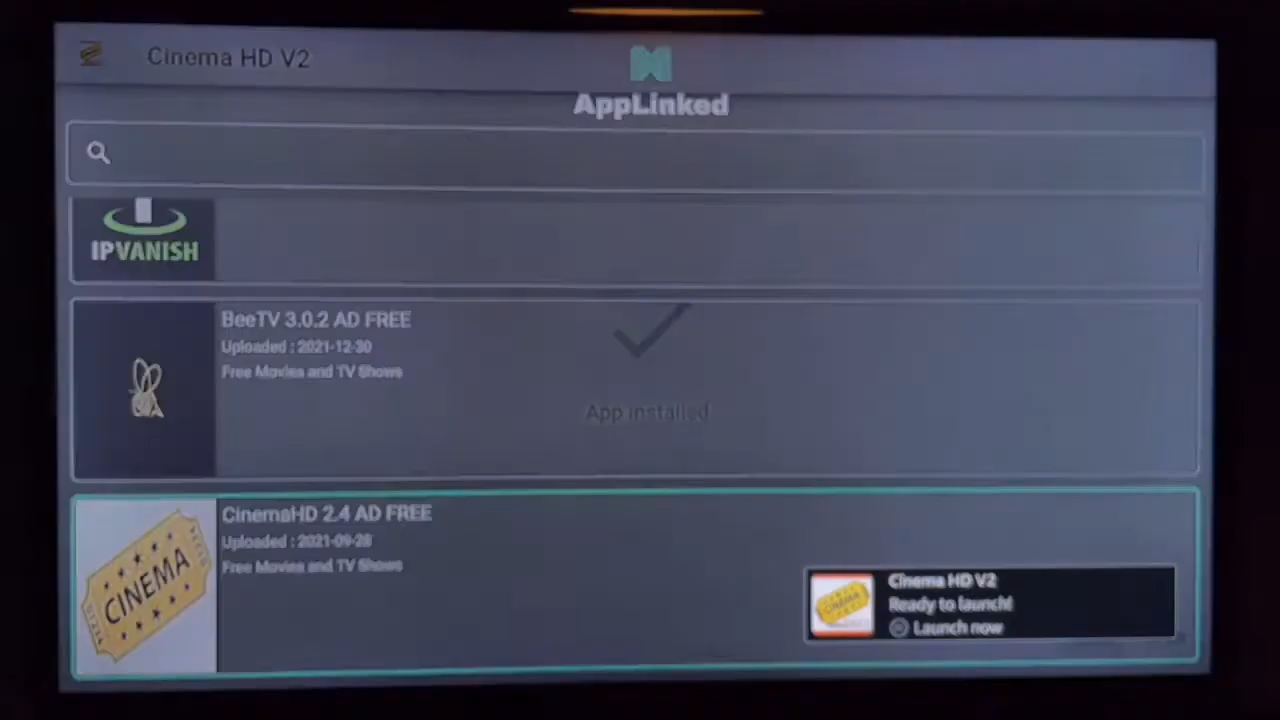 Cinema HD V2
AppLinked
IPVANISH
BeeTV 3.0.2 AD FREE
Uploaded : 2021-12-30
Free Movies and TV Shows
App installed
CinemaHD 2.4 AD FREE
Uploaded : 2021-09-28
Free Movies and TV Shows
CINEMA
Cinema HD V2
Ready to launch!
Launch now
CINEMA